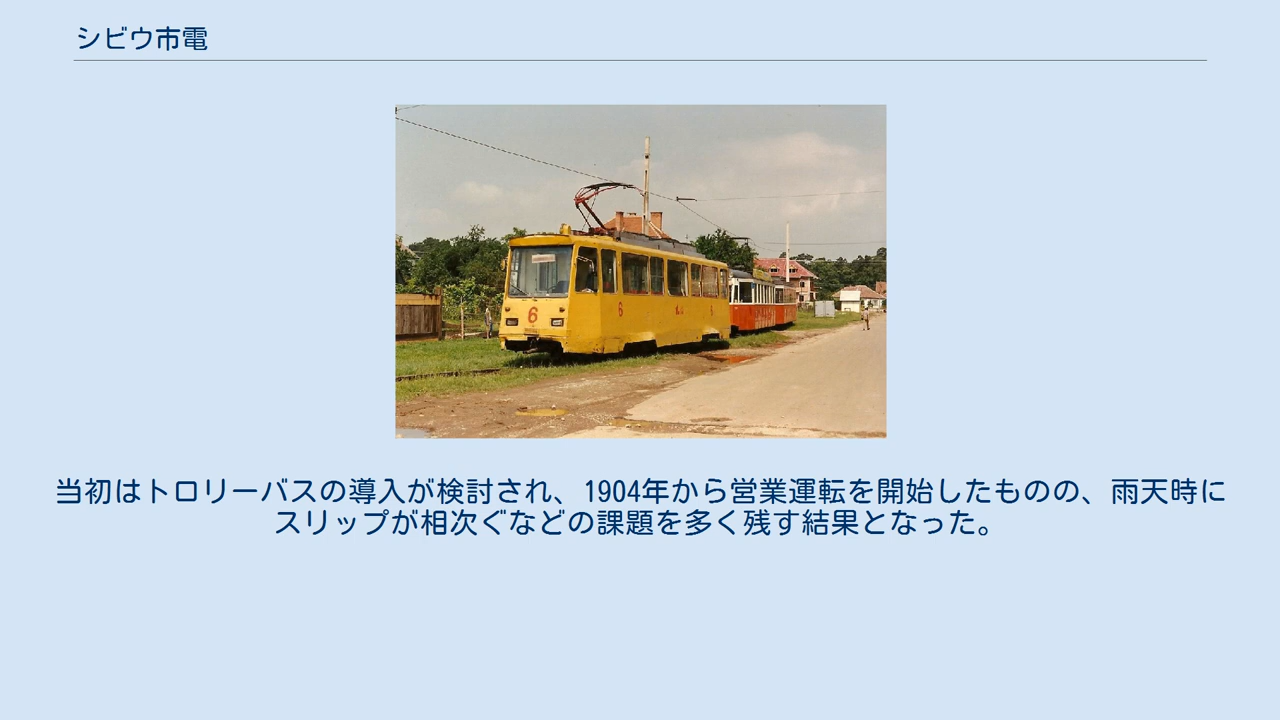 シビウ市電
6
6
当初はトロリーバスの導入が検討され、1904年から営業運転を開始したものの、雨天時に
スリップが相次ぐなどの課題を多く残す結果となった。